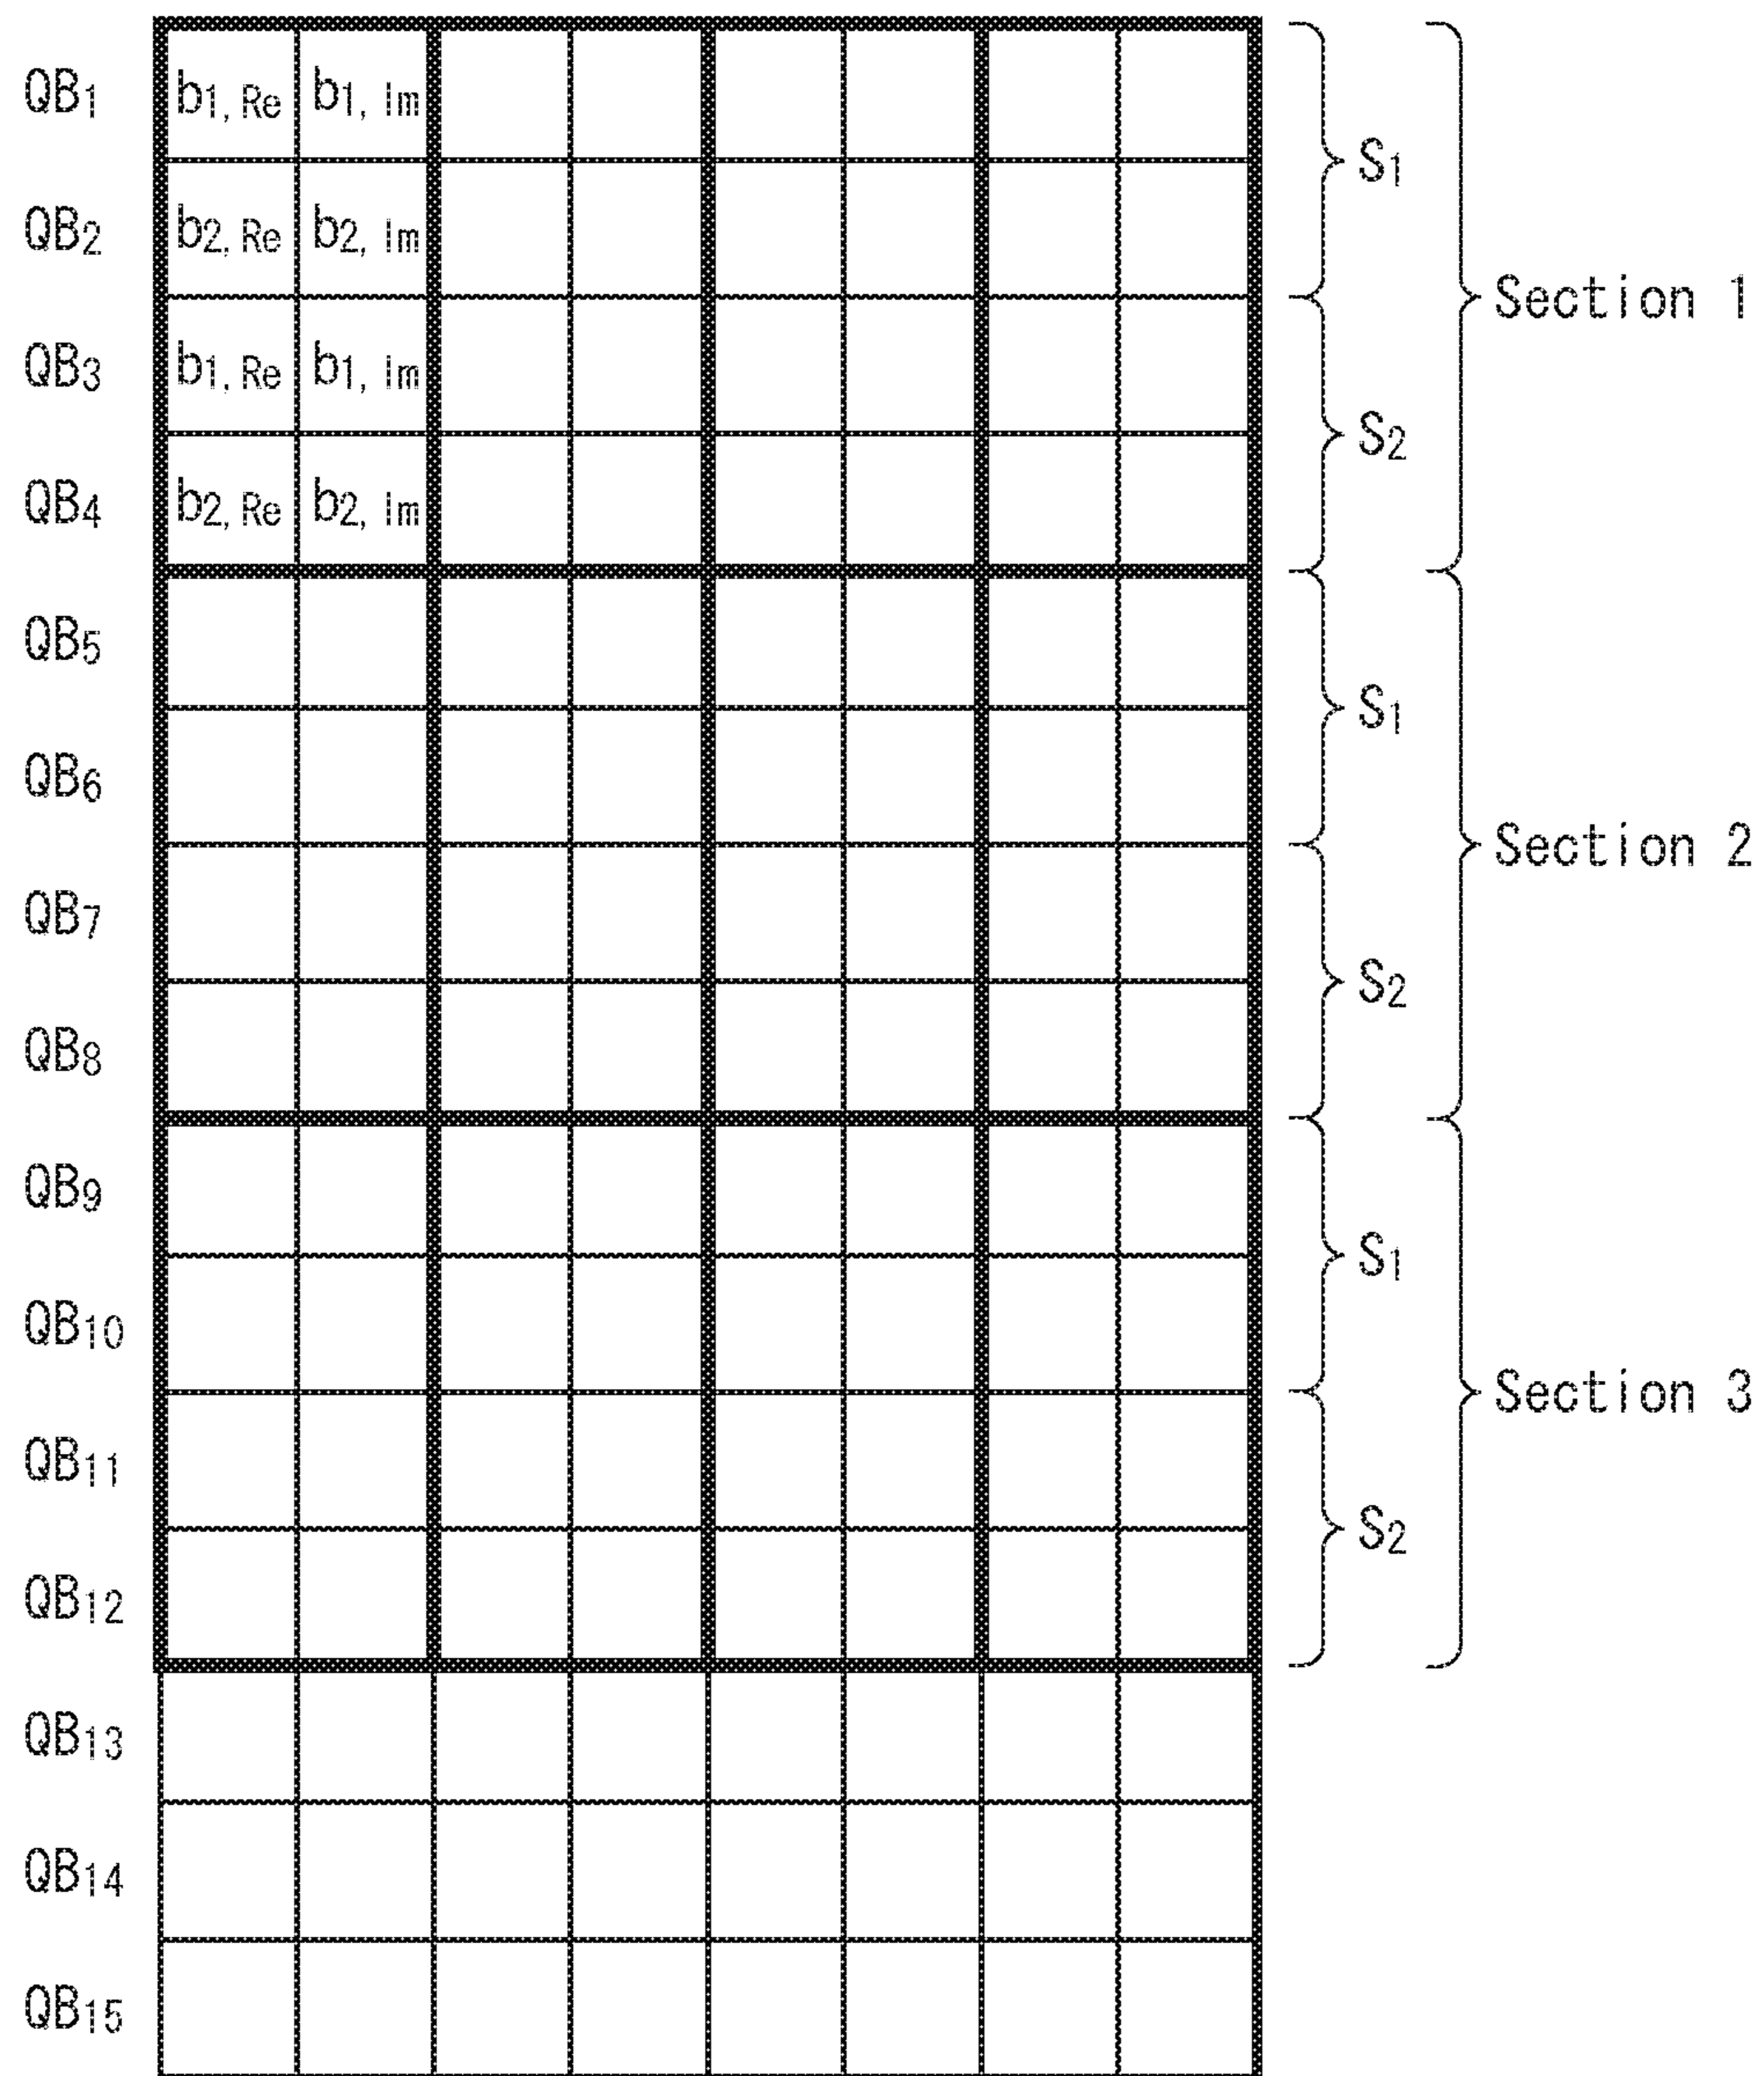 QB1 b1, Re b1, Im
S1
QB2 b2, Re b2, Im
Section 1
QB3 b1, Re b1, Im
S2
QB4 b2, Re b2, Im
QB5
S1
QB6
Section 2
QB7
S2
QB8
QB9
S1
QB10
Section 3
QB11
S2
QB12
QB13
QB14
QB15